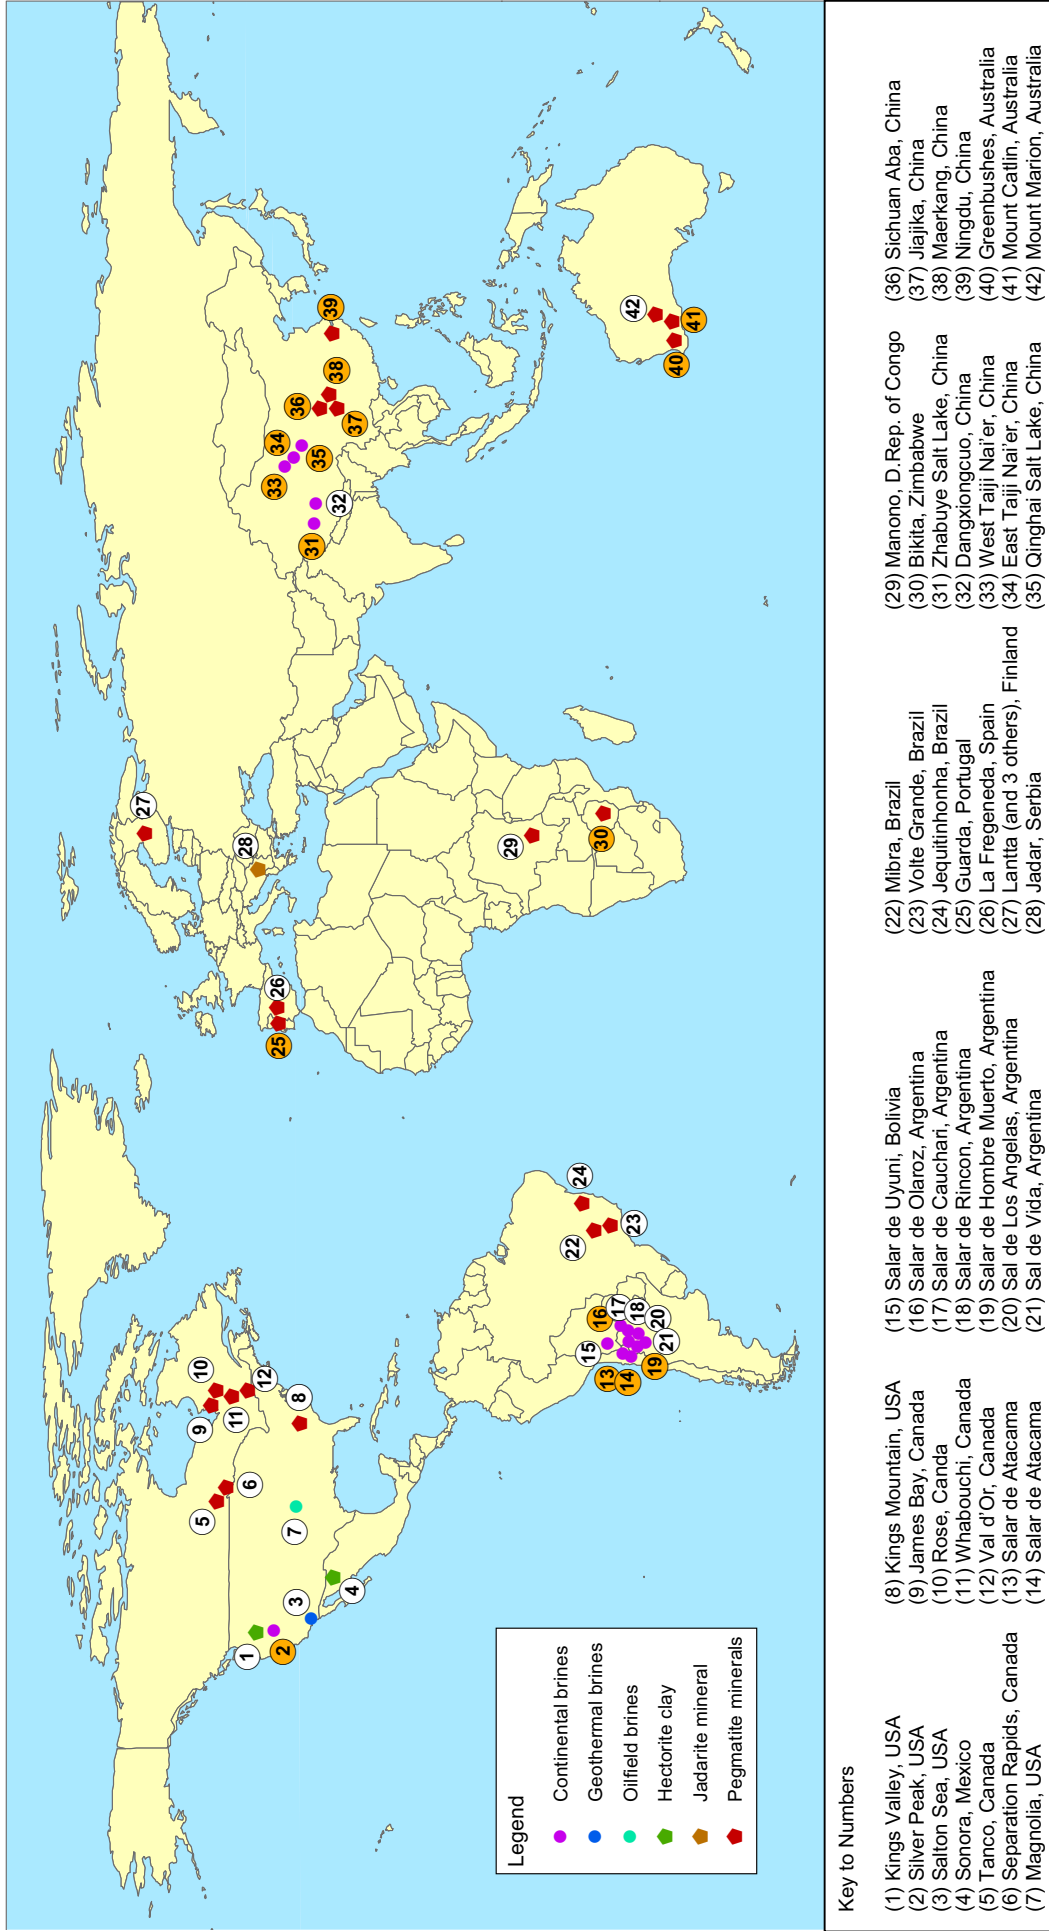 1
2
3
4
5
6
7
8
9
10
11
12
13
14
15
16
17
18
19
20
21
22
23
24
25
26
27
28
29
30
31
32
33
34
35
36
37
38
39
40
41
42
Legend
Continental brines
Geothermal brines
Oilfield brines
Hectorite clay
Jadarite mineral
Pegmatite minerals
Key to Numbers
(1) Kings Valley, USA
(2) Silver Peak, USA
(3) Salton Sea, USA
(4) Sonora, Mexico
(5) Tanco, Canada
(6) Separation Rapids, Canada
(7) Magnolia, USA
(8) Kings Mountain, USA
(9) James Bay, Canada
(10) Rose, Canda
(11) Whabouchi, Canada
(12) Val d'Or, Canada
(13) Salar de Atacama
(14) Salar de Atacama
(15) Salar de Uyuni, Bolivia
(16) Salar de Olaroz, Argentina
(17) Salar de Cauchari, Argentina
(18) Salar de Rincon, Argentina
(19) Salar de Hombre Muerto, Argentina
(20) Sal de Los Angelas, Argentina
(21) Sal de Vida, Argentina
(22) Mibra, Brazil
(23) Volte Grande, Brazil
(24) Jequitinhonha, Brazil
(25) Guarda, Portugal
(26) La Fregeneda, Spain
(27) Lantta (and 3 others), Finland
(28) Jadar, Serbia
(29) Manono, D.Rep. of Congo
(30) Bikita, Zimbabwe
(31) Zhabuye Salt Lake, China
(32) Dangxiongcuo, China
(33) West Taiji Nai'er, China
(34) East Taiji Nai'er, China
(35) Qinghai Salt Lake, China
(36) Sichuan Aba, China
(37) Jiajika, China
(38) Maerkang, China
(39) Ningdu, China
(40) Greenbushes, Australia
(41) Mount Catlin, Australia
(42) Mount Marion, Australia